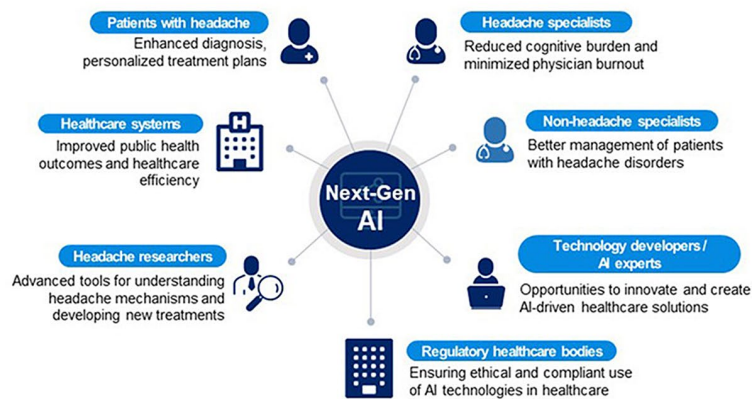 Patients with headache
Enhanced diagnosis,
personalized treatment plans
Headache specialists
Reduced cognitive burden and
minimized physician burnout
Healthcare systems
Improved public health
outcomes and healthcare
efficiency
H
Non-headache specialists
Better management of patients
with headache disorders
Next-Gen
AI
Headache researchers
Advanced tools for understanding
headache mechanisms and
developing new treatments
Technology developers/
AI experts
Opportunities to innovate and create
AI-driven healthcare solutions
Regulatory healthcare bodies
Ensuring ethical and compliant use
of AI technologies in healthcare